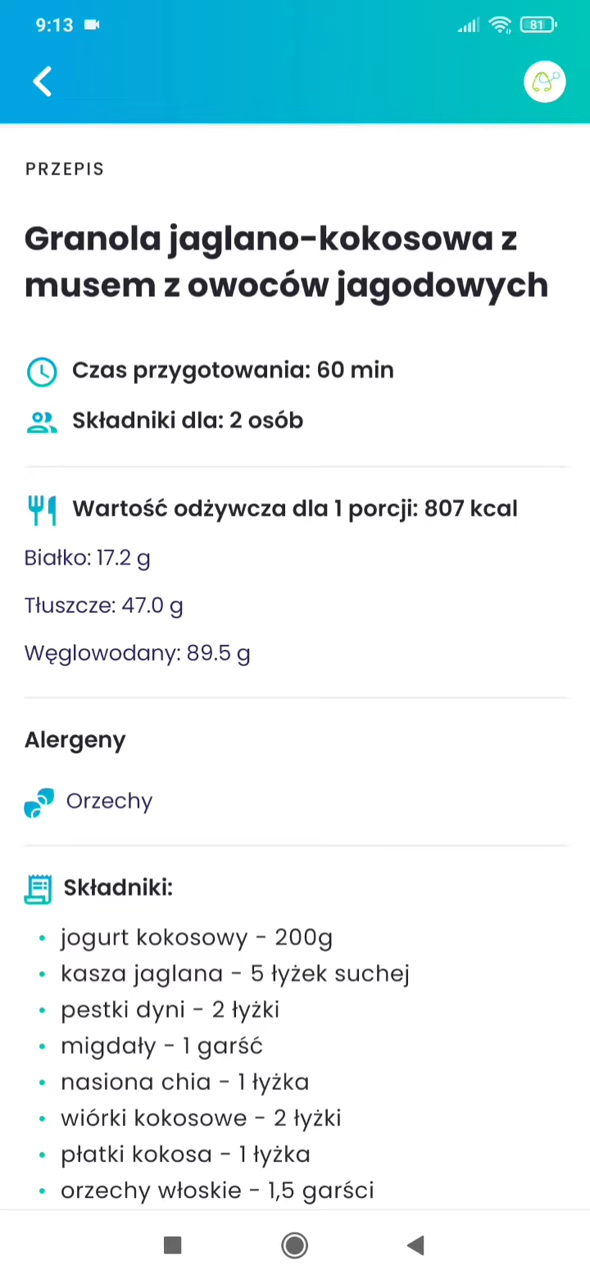 9:13
81
PRZEPIS
Granola jaglano-kokosowa z
musem z owoców jagodowych
Czas przygotowania: 60 min
Składniki dla: 2 osób
Wartość odżywcza dla 1 porcji: 807 kcal
Białko: 17.2 g
Tłuszcze: 47.0 g
Węglowodany: 89.5 g
Alergeny
Orzechy
Składniki:
• jogurt kokosowy - 200g
• kasza jaglana - 5 łyżek suchej
• pestki dyni - 2 łyżki
• migdały - 1 garść
• nasiona chia - 1 łyżka
• wiórki kokosowe - 2 łyżki
• płatki kokosa - 1 łyżka
• orzechy włoskie - 1,5 garści